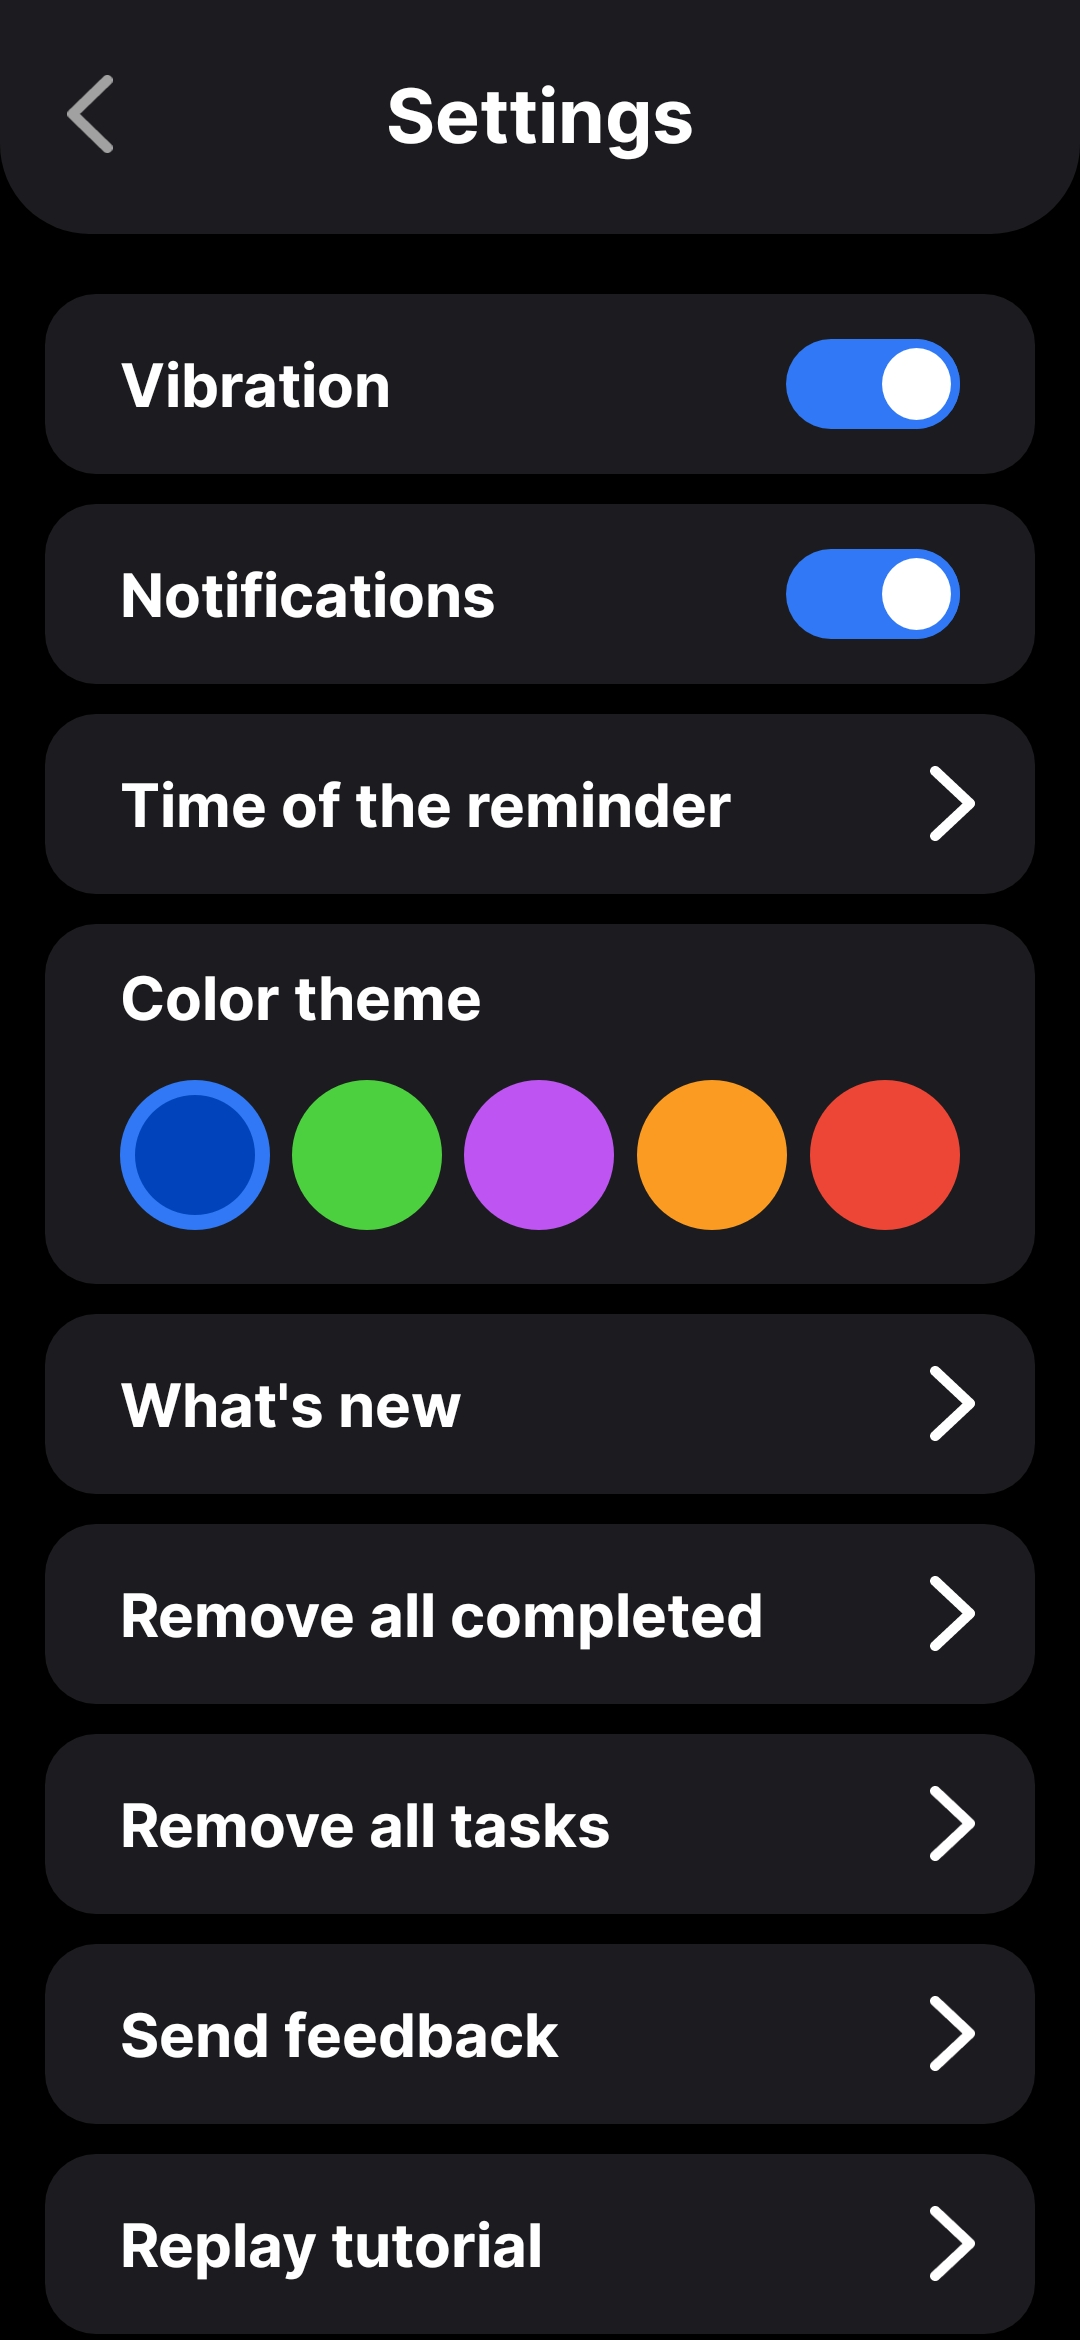 Settings
Vibration
Notifications
Time of the reminder
Color theme
What's new
Remove all completed
Remove all tasks
Send feedback
Replay tutorial